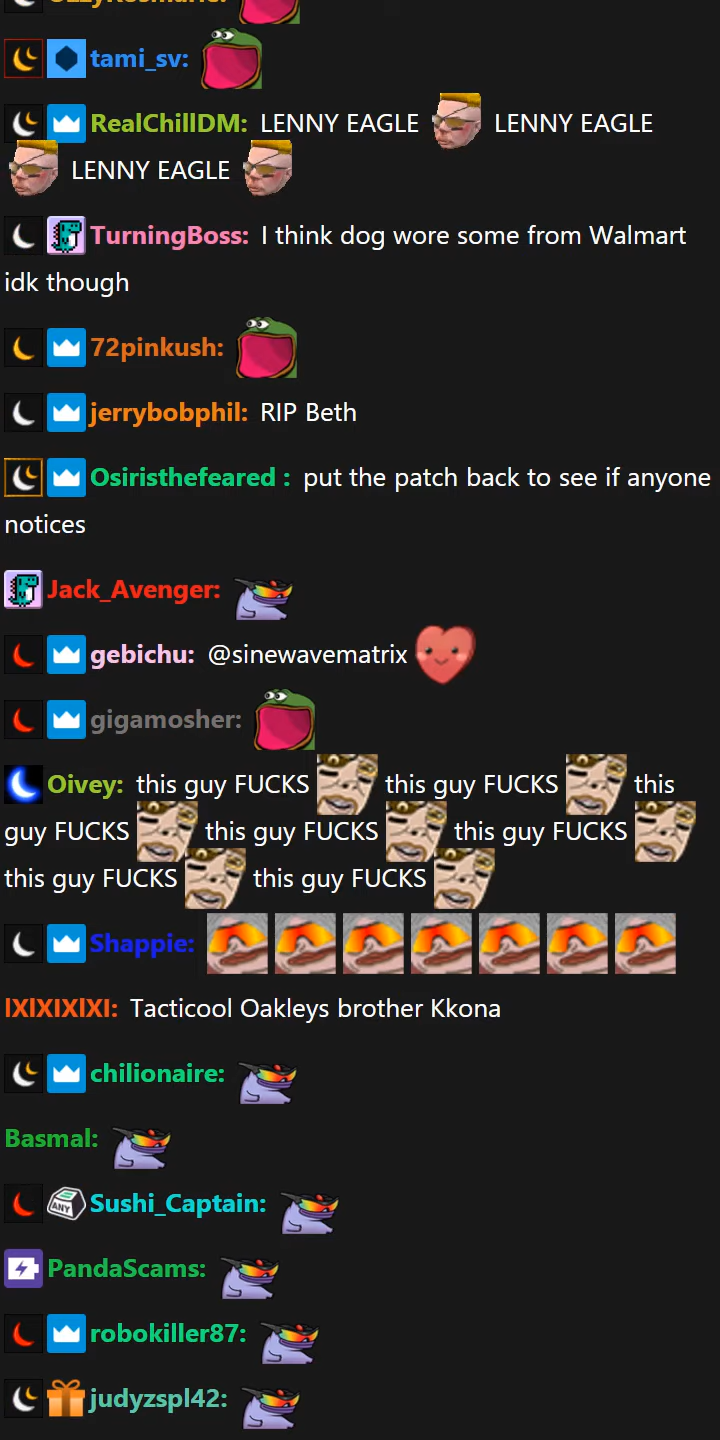 tami_sv:
RealChillDM: LENNY EAGLE LENNY EAGLE
LENNY EAGLE
TurningBoss: I think dog wore some from Walmart
idk though
72pinkush:
jerrybobphil: RIP Beth
Osiristhefeared : put the patch back to see if anyone
notices
Jack_Avenger:
gebichu: @sinewavematrix
gigamosher:
Oivey: this guy FUCKS this guy FUCKS this
guy FUCKS this guy FUCKS this guy FUCKS
this guy FUCKS this guy FUCKS
Shappie:
lXlXlXlXl: Tacticool Oakleys brother Kkona
chilionaire:
Basmal:
ANY Sushi_Captain:
PandaScams:
robokiller87:
judyzspl42: